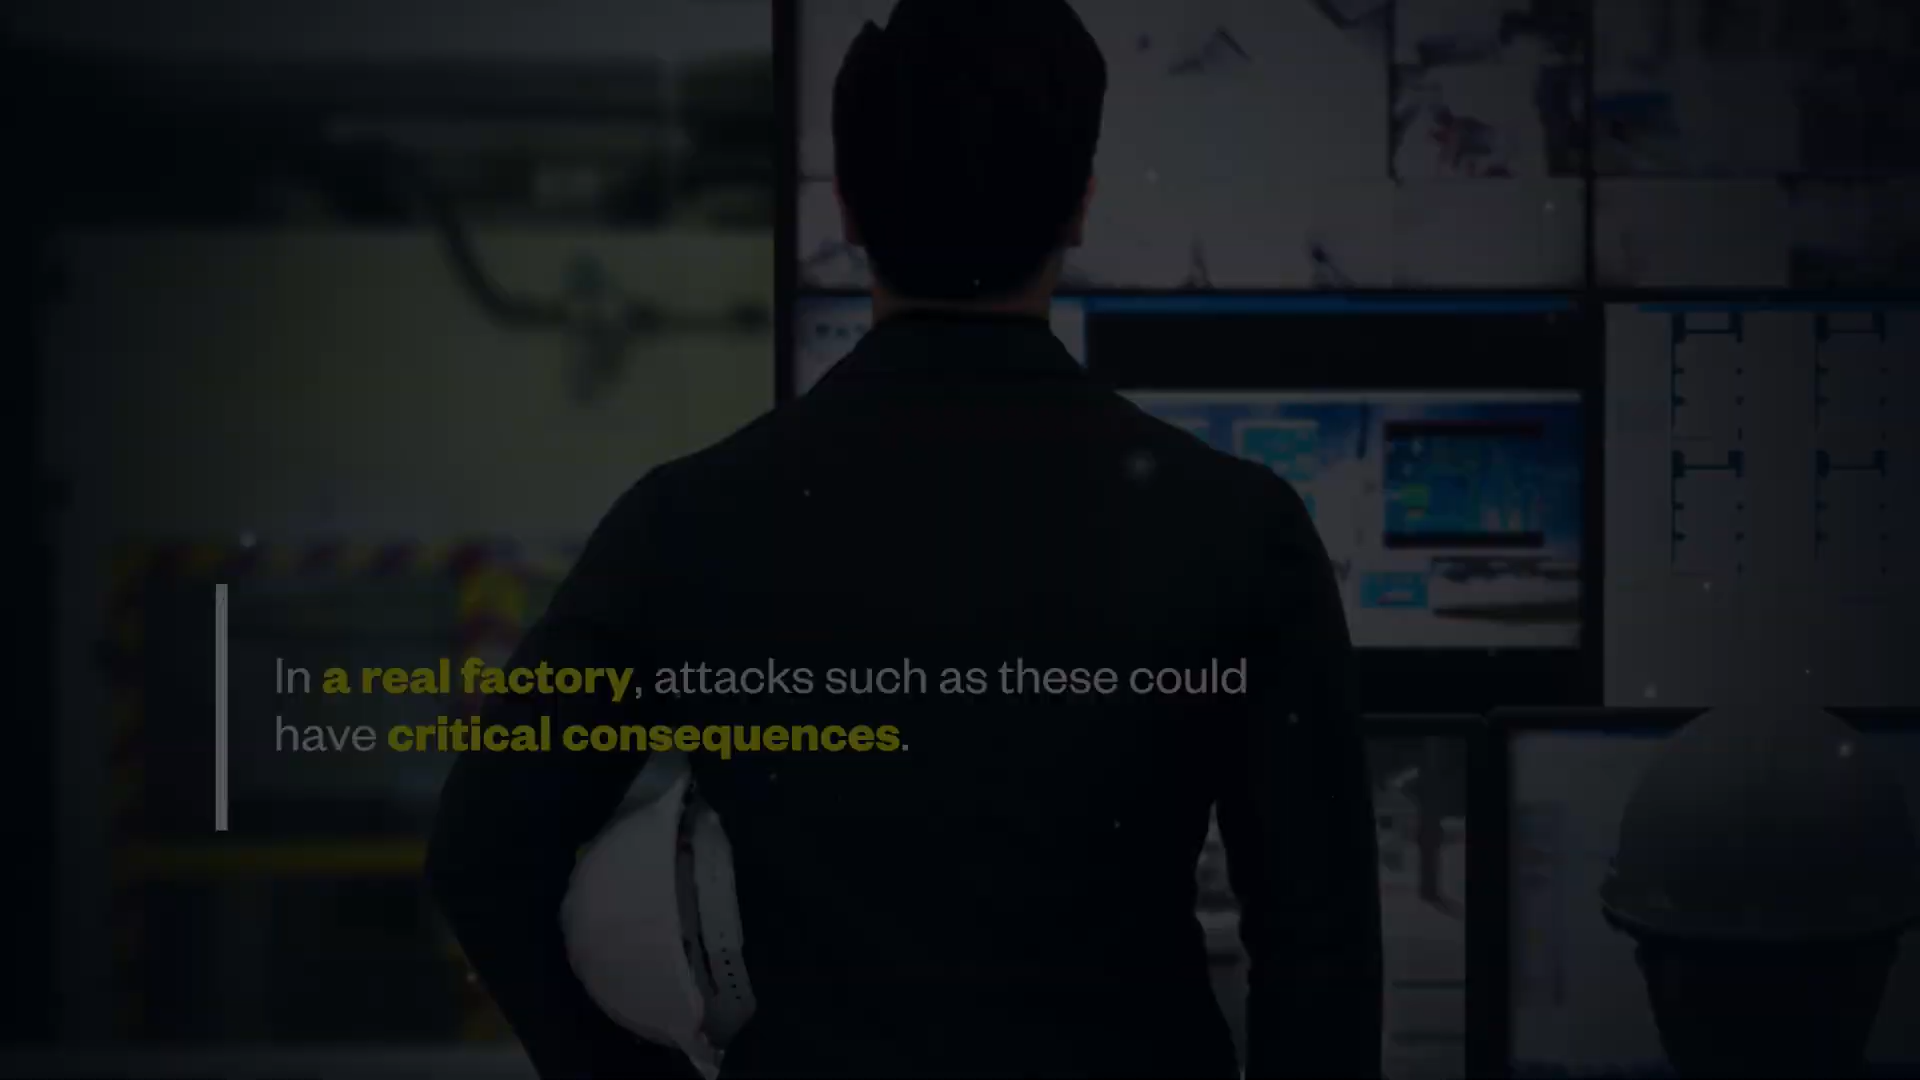 In a real factory, attacks such as these could
have critical consequences.